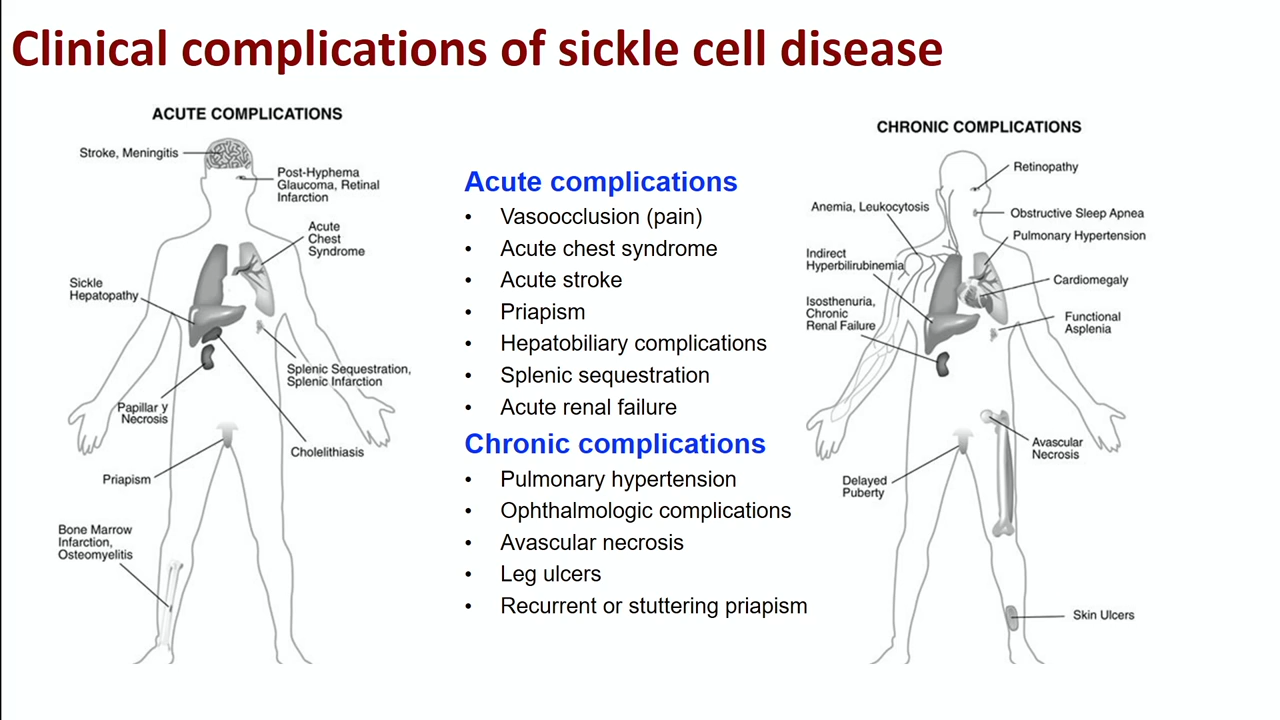 Clinical complications of sickle cell disease
ACUTE COMPLICATIONS
Stroke, Meningitis
Post-Hyphema
Glaucoma, Retinal
Infarction
Acute
Chest
Syndrome
Sickle
Hepatopathy
Splenic Sequestration,
Splenic Infarction
Papillar y
Necrosis
Cholelithiasis
Priapism
Bone Marrow
Infarction,
Osteomyelitis
Acute complications
• Vasoocclusion (pain)
• Acute chest syndrome
• Acute stroke
• Priapism
• Hepatobiliary complications
• Splenic sequestration
• Acute renal failure
Chronic complications
• Pulmonary hypertension
• Ophthalmologic complications
• Avascular necrosis
• Leg ulcers
• Recurrent or stuttering priapism
CHRONIC COMPLICATIONS
Retinopathy
Anemia, Leukocytosis
Obstructive Sleep Apnea
Pulmonary Hypertension
Indirect
Hyperbilirubinemia
Cardiomegaly
Isosthenuria,
Chronic
Renal Failure
Functional
Asplenia
Avascular
Necrosis
Delayed
Puberty
Skin Ulcers